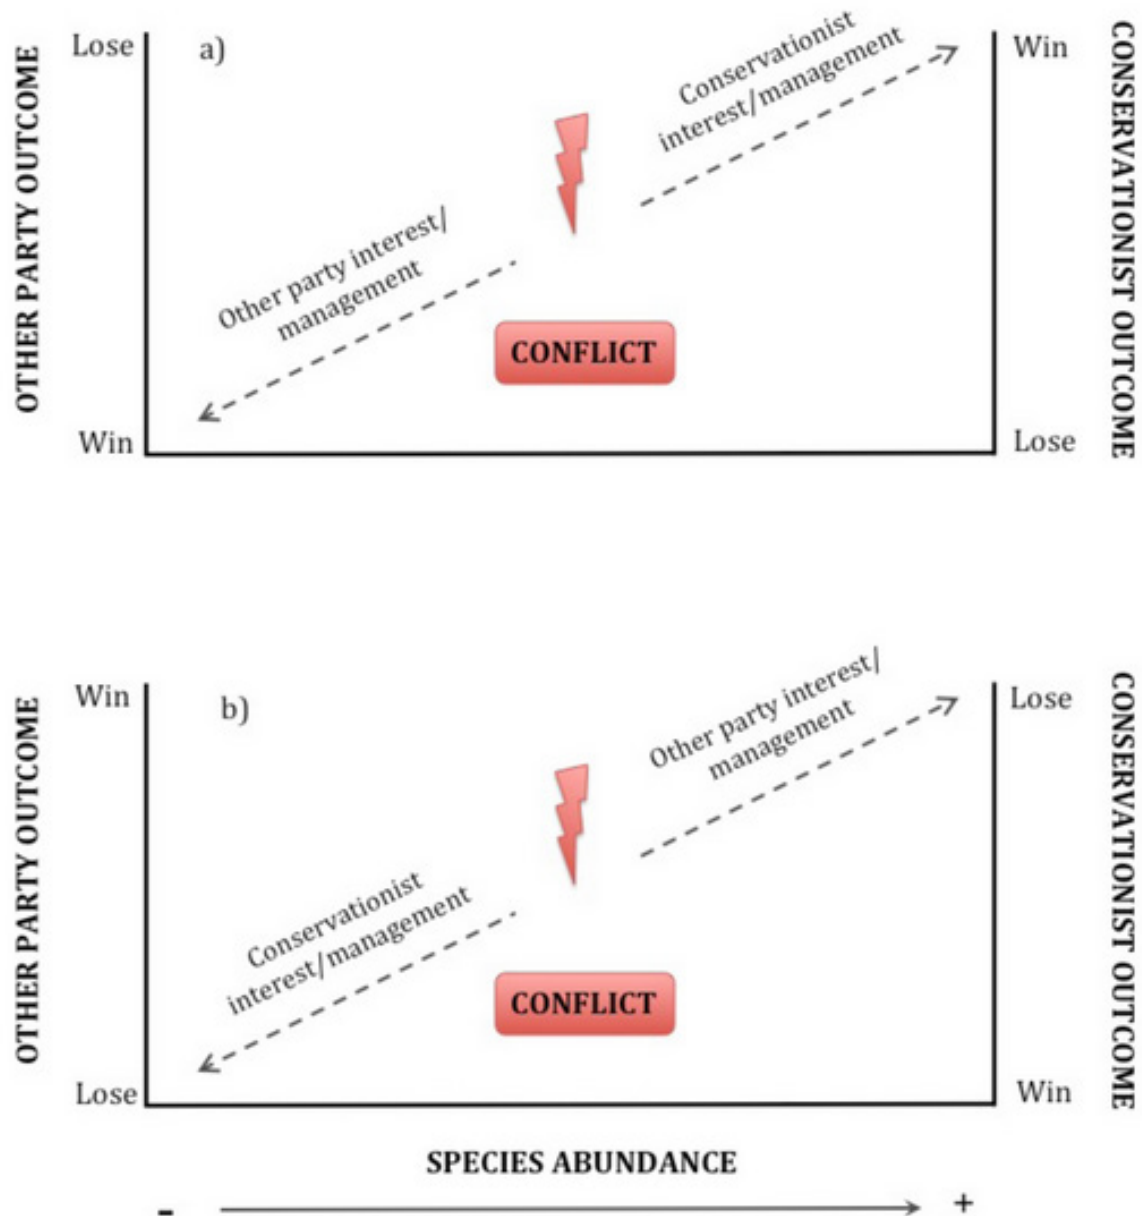 a)
OTHER PARTY OUTCOME
Lose
Win
Other party interest/
management
CONFLICT
Conservationist
interest/management
Win
Lose
CONSERVATIONIST OUTCOME
b)
OTHER PARTY OUTCOME
Win
Lose
Conservationist
interest/management
CONFLICT
Other party interest/
management
Lose
Win
CONSERVATIONIST OUTCOME
SPECIES ABUNDANCE
- +